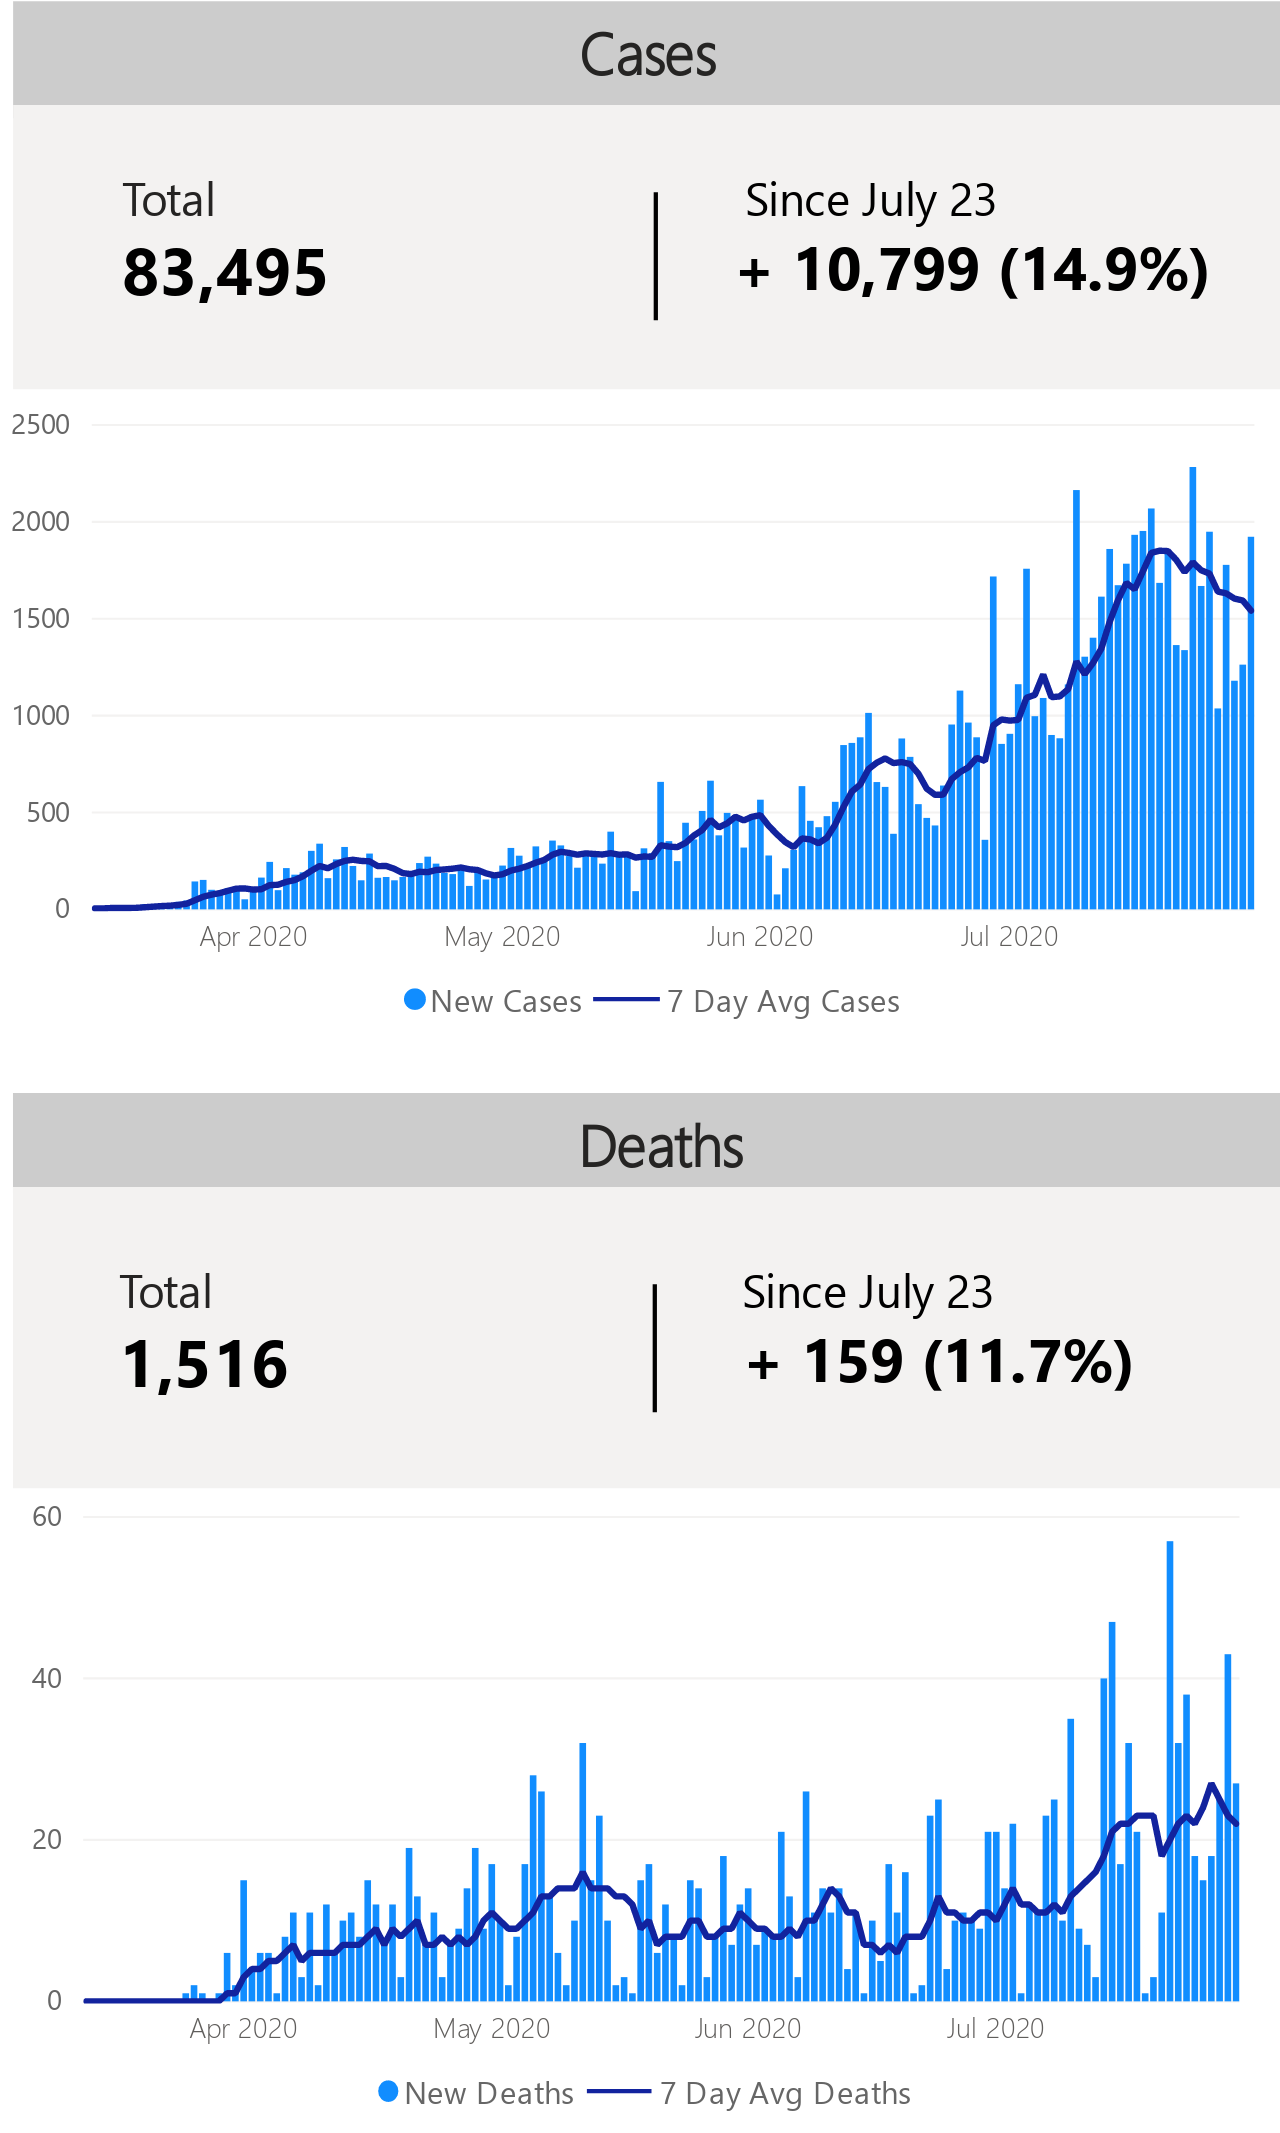 Cases
Total
Since July 23
83,495
+ 10,799 (14.9%)
2500
2000
1500
1000
500
0
Apr 2020
May 2020
Jun 2020
Jul 2020
New Cases
7 Day Avg Cases
Deaths
Total
Since July 23
1,516
+ 159 (11.7%)
60
40
20
0
Apr 2020
May 2020
Jun 2020
Jul 2020
New Deaths
7 Day Avg Deaths